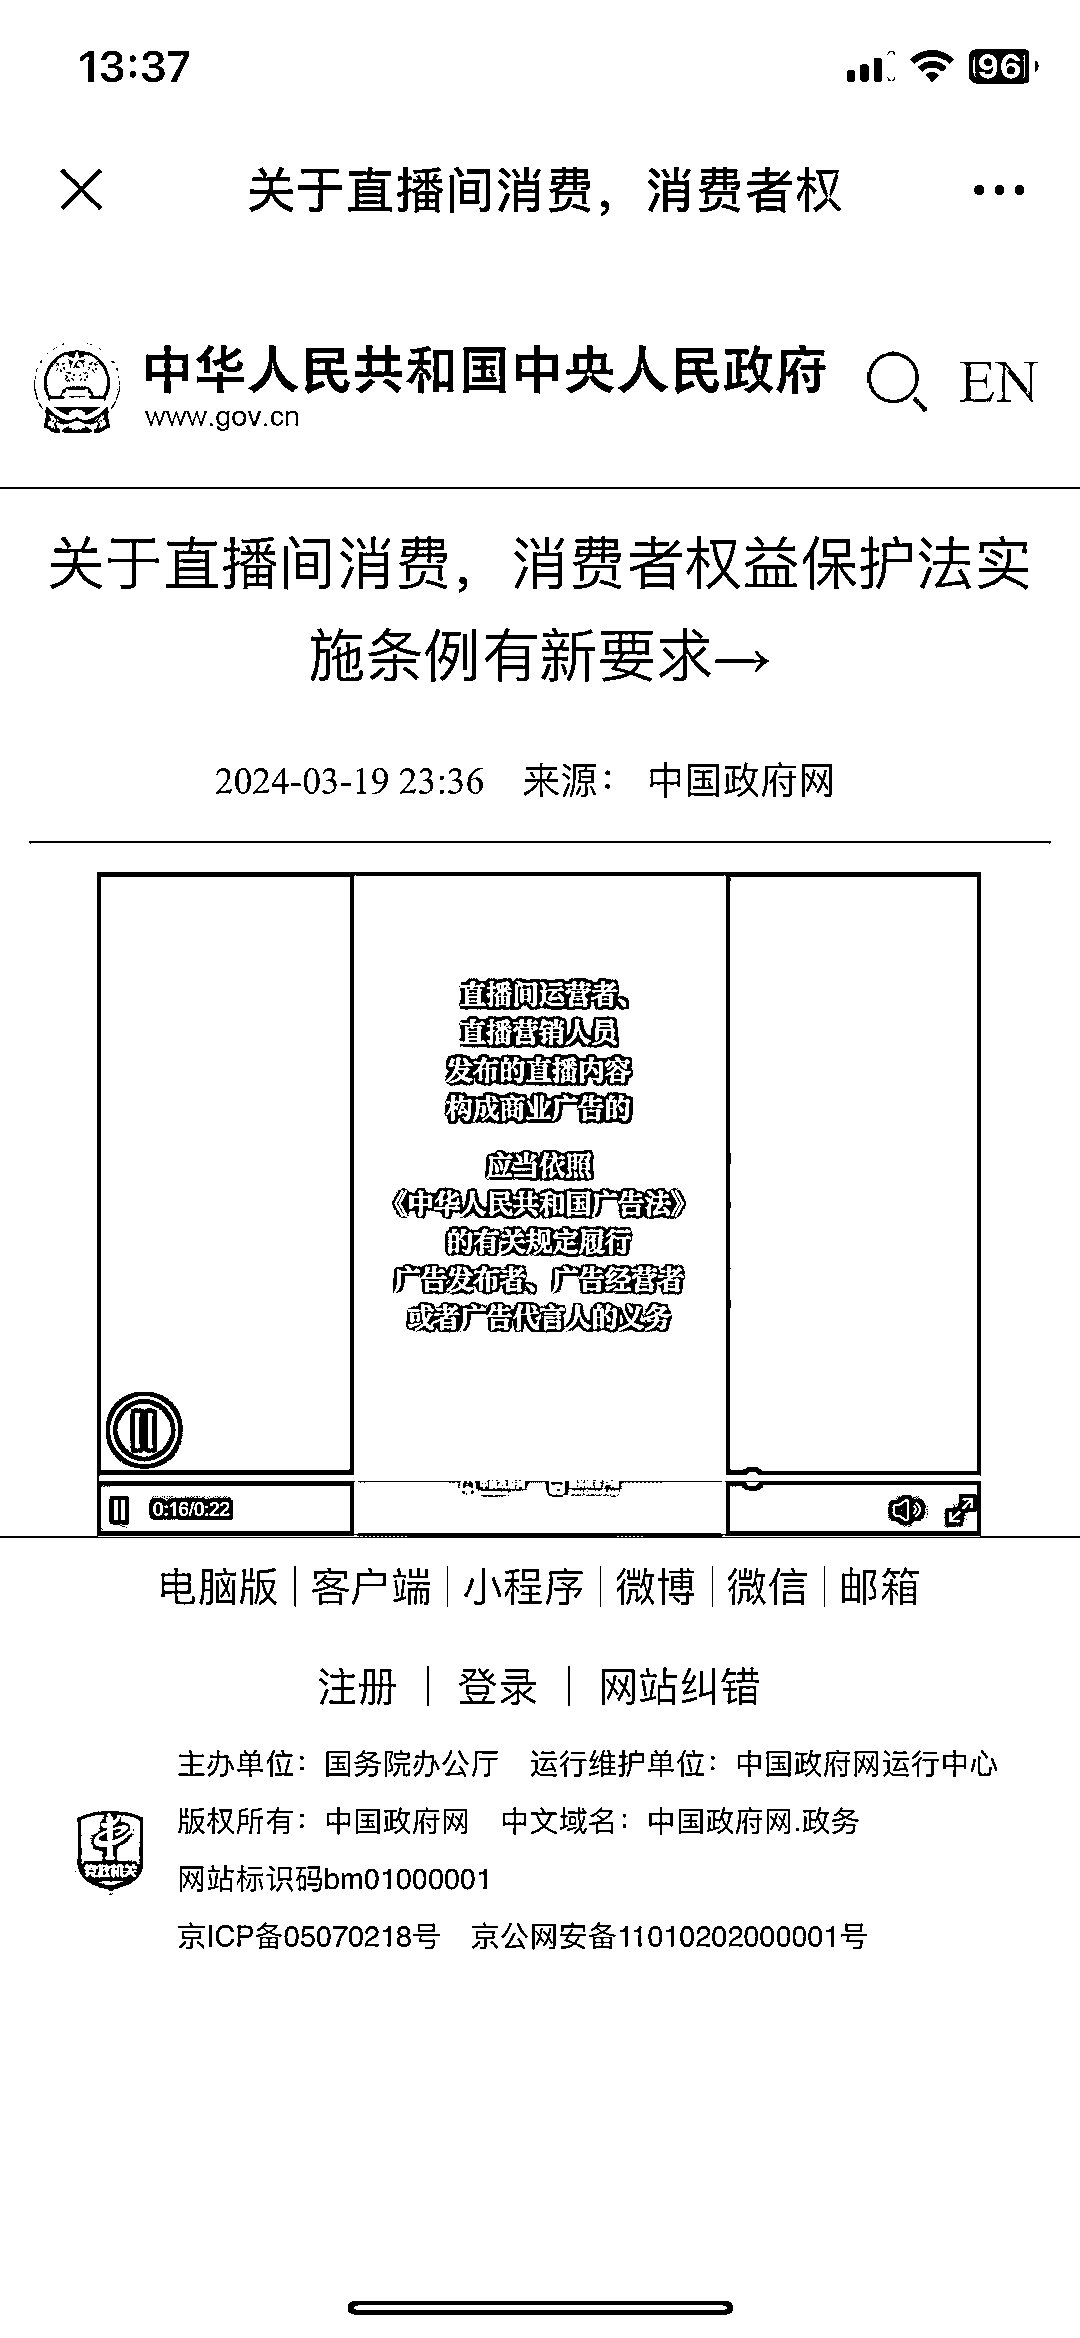 13:37
96
关于直播间消费，消费者权
中华人民共和国中央人民政府
www.gov.cn
EN
关于直播间消费，消费者权益保护法实
施条例有新要求→
2024-03-19 23:36 来源： 中国政府网
直播间运营者、
直播营销人员
发布的直播内容
构成商业广告的
应当依照
《中华人民共和国广告法》
的有关规定履行
广告发布者、广告经营者
或者广告代言人的义务
0:16/0:22
电脑版|客户端|小程序|微博|微信|邮箱
注册 | 登录 | 网站纠错
主办单位：国务院办公厅 运行维护单位：中国政府网运行中心
版权所有：中国政府网 中文域名：中国政府网.政务
党政机关
网站标识码bm01000001
京ICP备05070218号 京公网安备11010202000001号